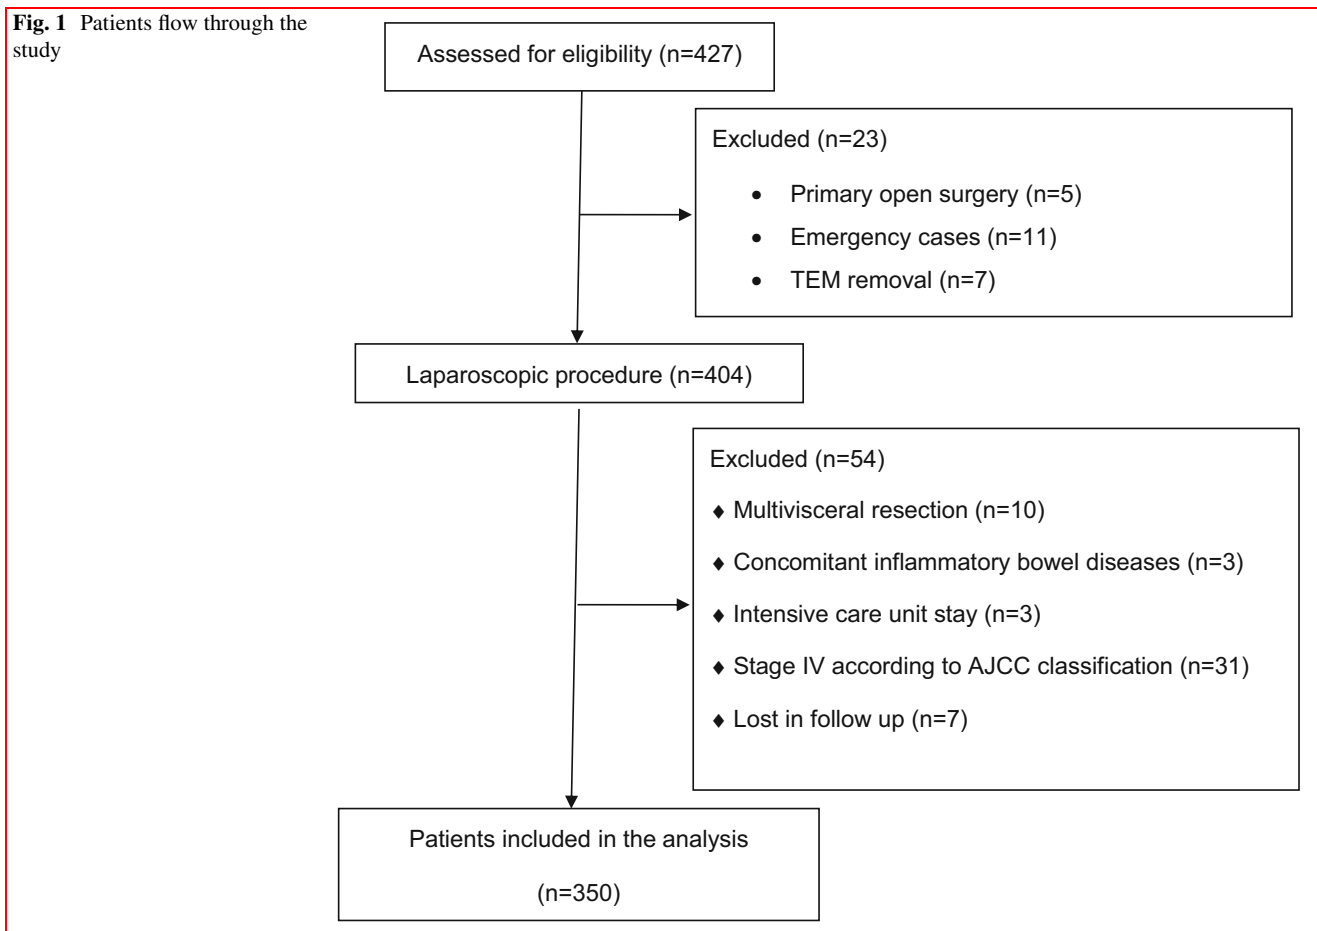 Fig. 1 Patients flow through the
study
Assessed for eligibility (n=427)
Excluded (n=23)
• Primary open surgery (n=5)
• Emergency cases (n=11)
• TEM removal (n=7)
Laparoscopic procedure (n=404)
Excluded (n=54)
♦ Multivisceral resection (n=10)
♦ Concomitant inflammatory bowel diseases (n=3)
♦ Intensive care unit stay (n=3)
♦ Stage IV according to AJCC classification (n=31)
♦ Lost in follow up (n=7)
Patients included in the analysis
(n=350)